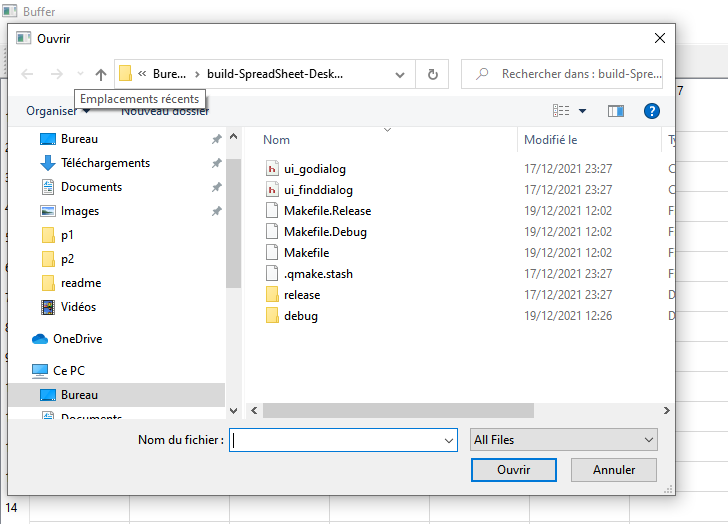 Buffer
Ouvrir
« Bure... › build-SpreadSheet-Desk...
Rechercher dans : build-Spre...
Emplacements récents
7
Organiser
Nouveau dossier
Nom
Modifié le
Bureau
Téléchargements
Documents
Images
p1
p2
readme
Vidéos
OneDrive
Ce PC
Bureau
Documents
ui_godialog 17/12/2021 23:27 C
ui_finddialog 17/12/2021 23:27 C
Makefile.Release 19/12/2021 12:02 F
Makefile.Debug 19/12/2021 12:02 F
Makefile 19/12/2021 12:02 F
.qmake.stash 17/12/2021 23:27 F
release 17/12/2021 23:27 D
debug 19/12/2021 12:26 D
Nom du fichier :
All Files
Ouvrir
Annuler
14